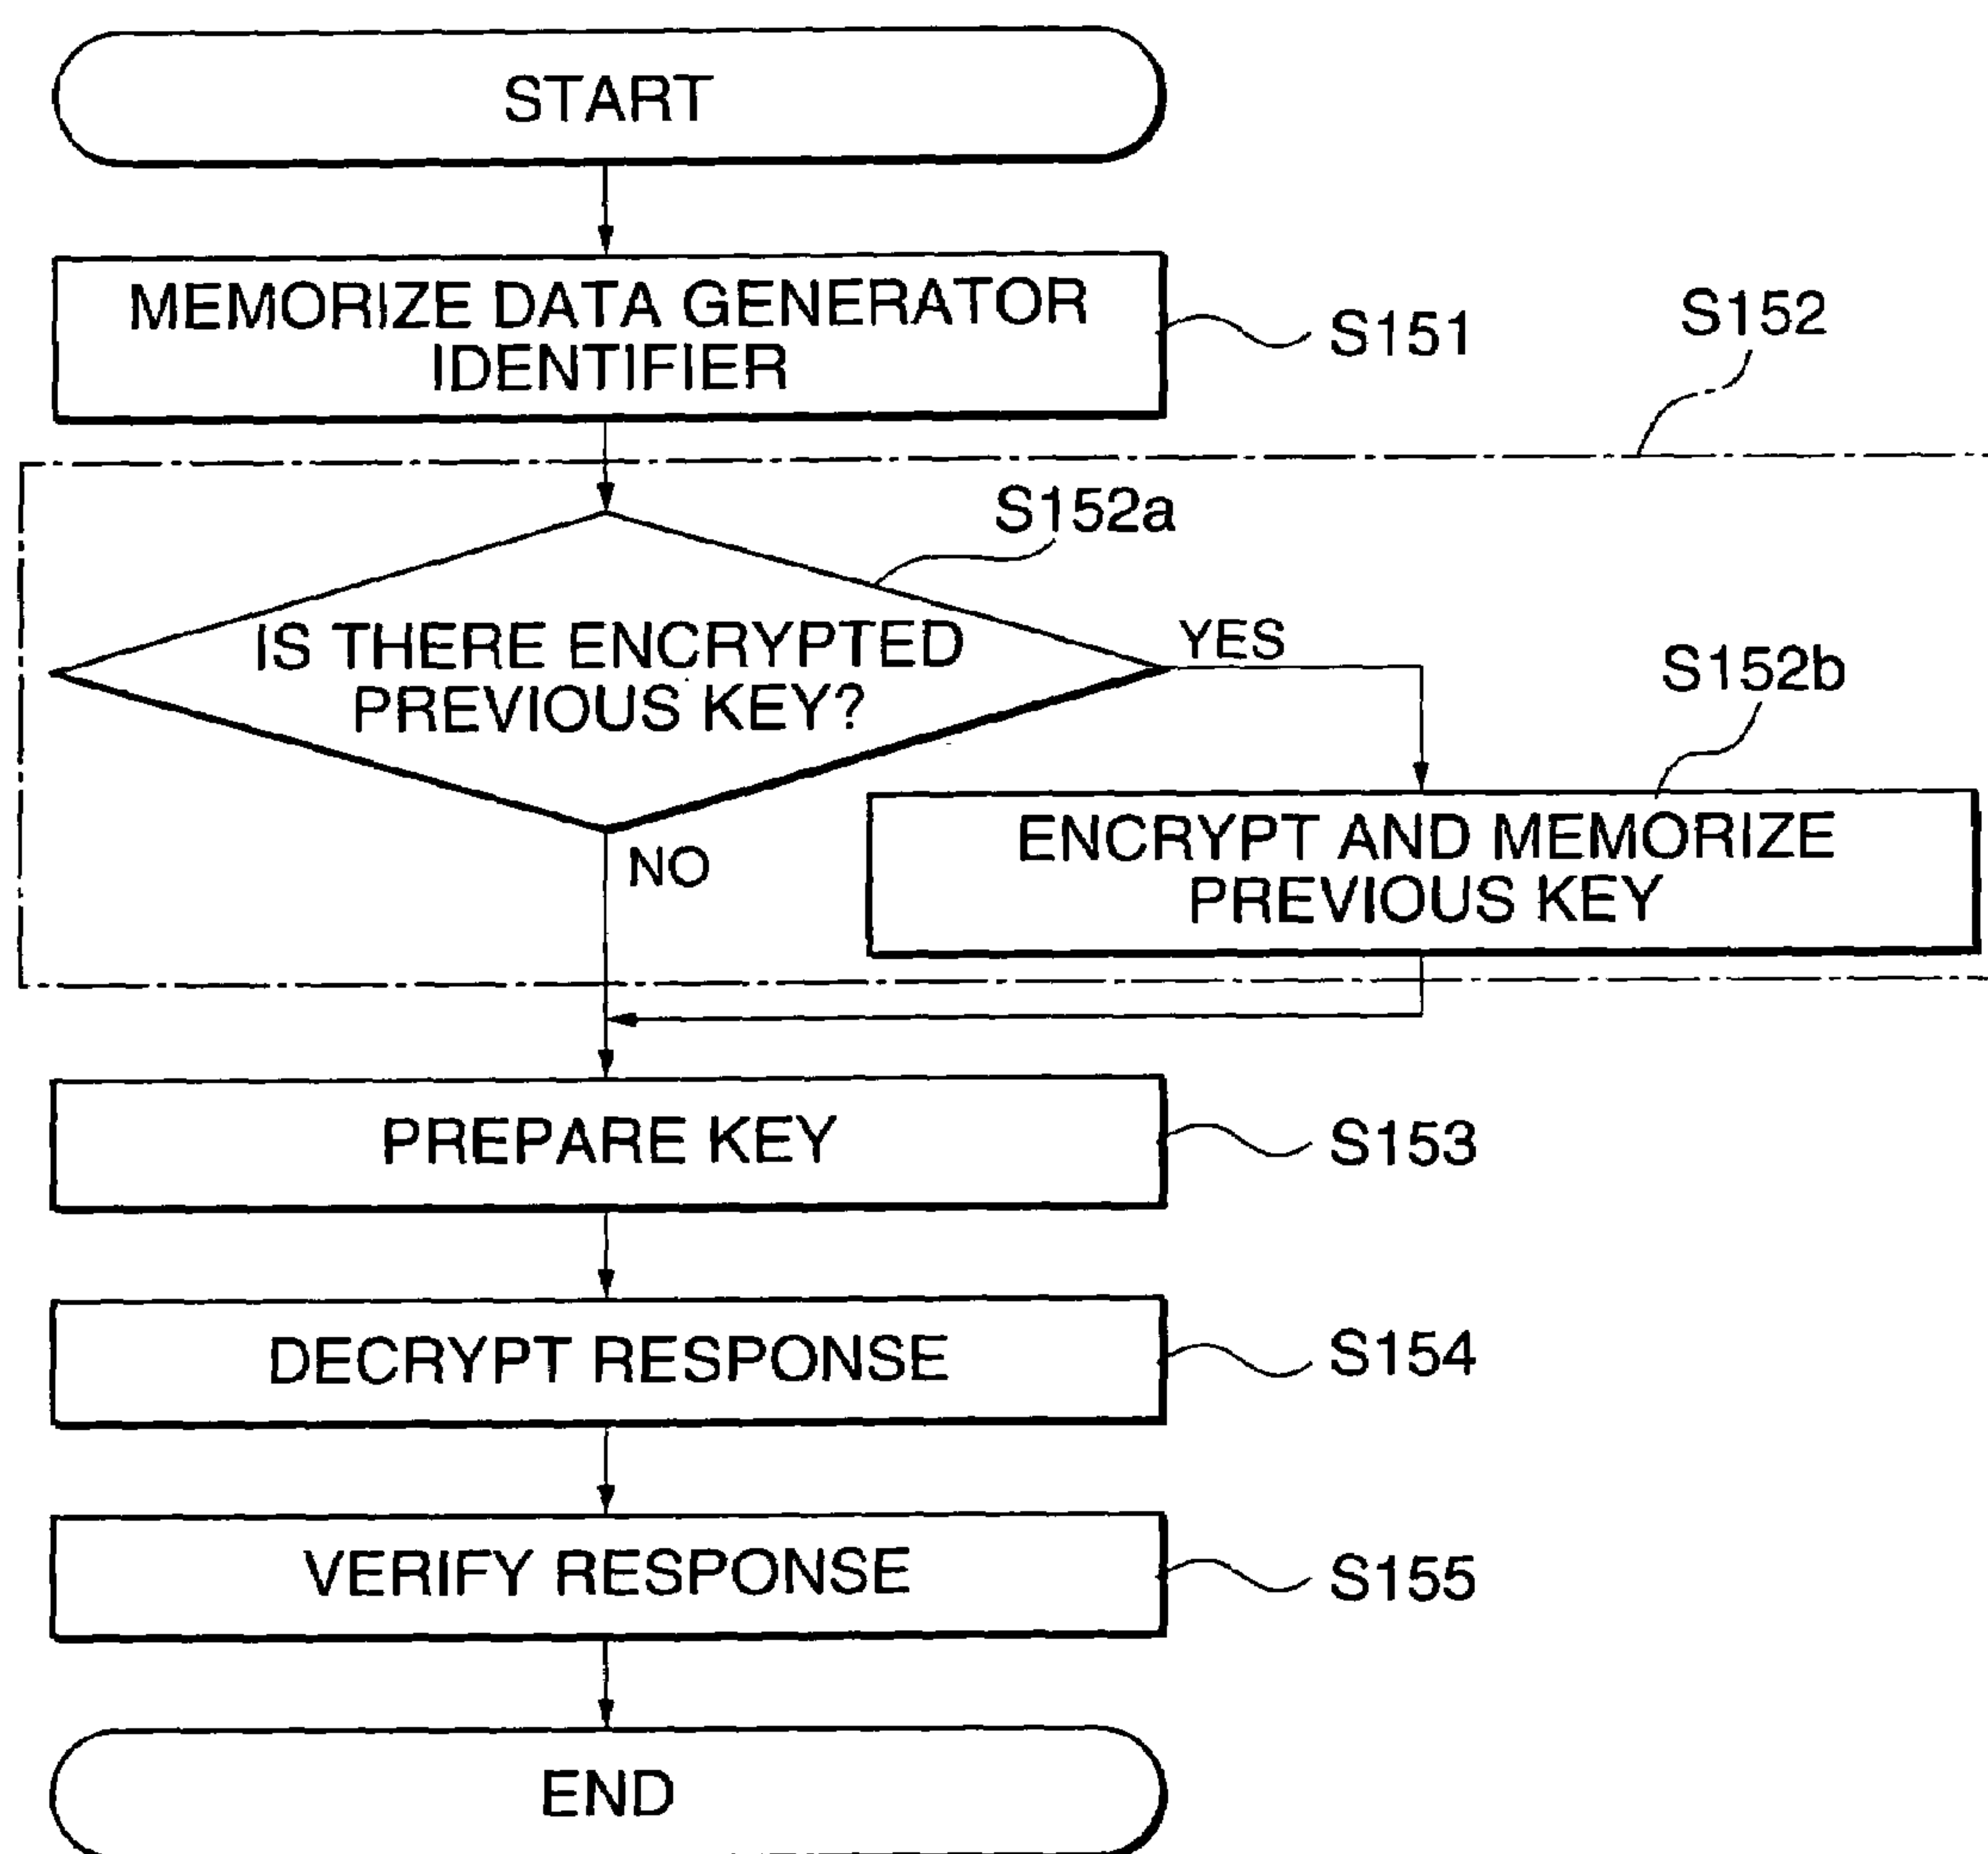 START
MEMORIZE DATA GENERATOR
IDENTIFIER
S151
S152
S152a
IS THERE ENCRYPTED
PREVIOUS KEY?
YES
S152b
ENCRYPT AND MEMORIZE
PREVIOUS KEY
NO
PREPARE KEY
S153
DECRYPT RESPONSE
S154
VERIFY RESPONSE
S155
END